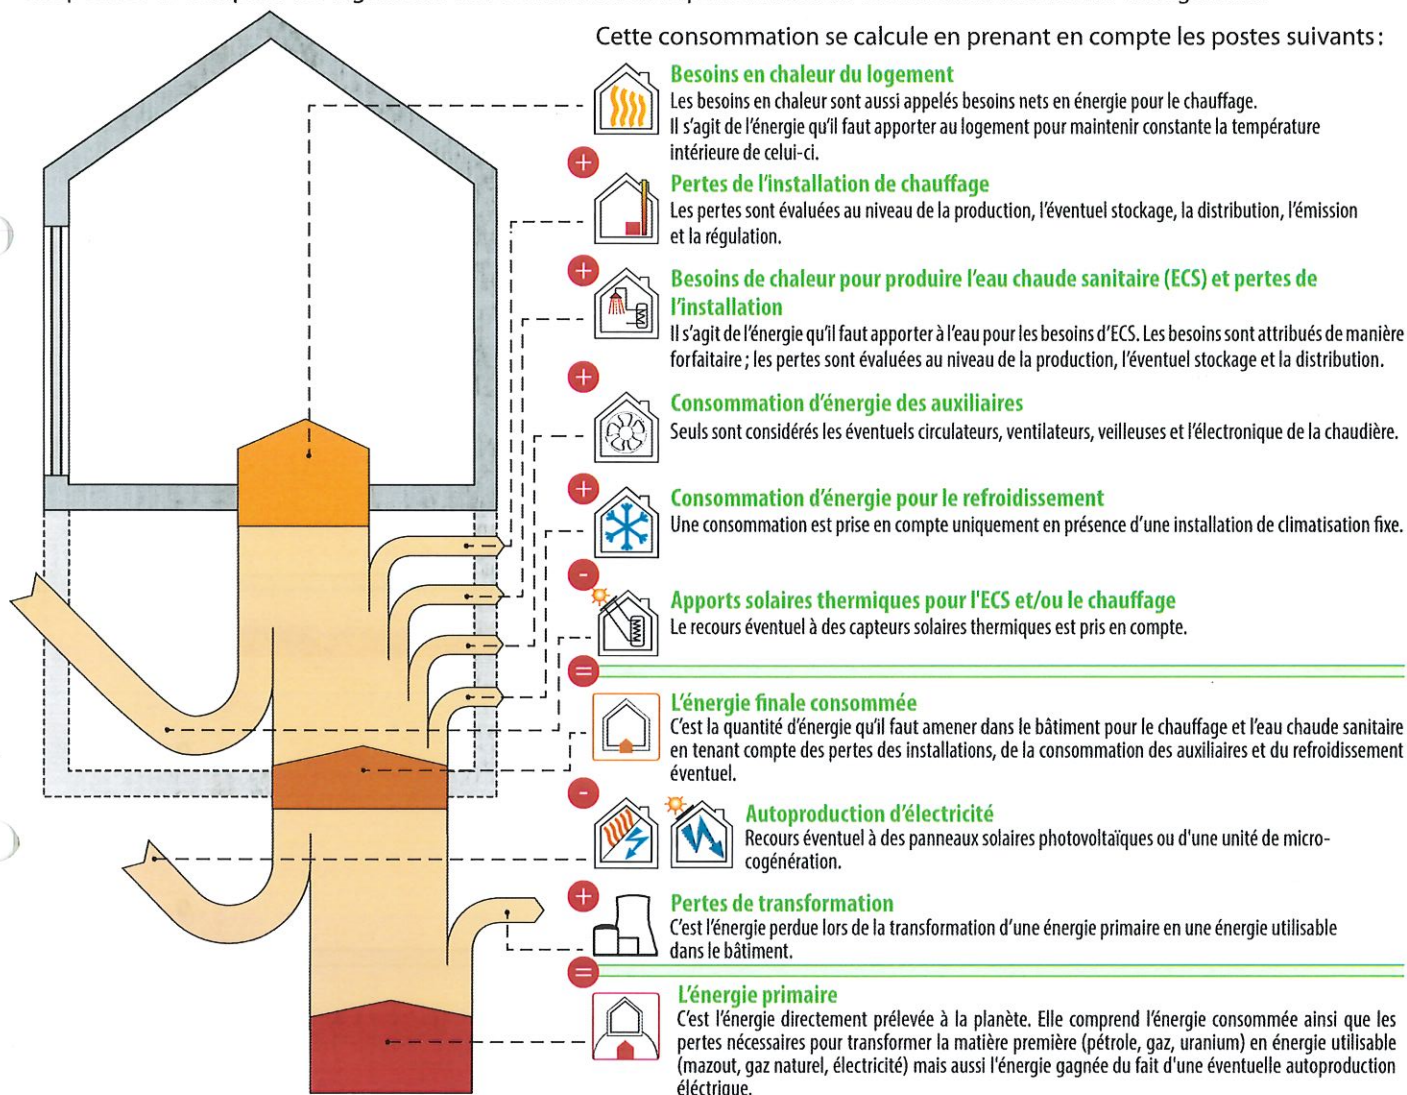 Cette consommation se calcule en prenant en compte les postes suivants :
Besoins en chaleur du logement
Les besoins en chaleur sont aussi appelés besoins nets en énergie pour le chauffage.
Il s'agit de l'énergie qu'il faut apporter au logement pour maintenir constante la température
intérieure de celui-ci.
+
Pertes de l'installation de chauffage
Les pertes sont évaluées au niveau de la production, l'éventuel stockage, la distribution, l'émission
et la régulation.
+
Besoins de chaleur pour produire l'eau chaude sanitaire (ECS) et pertes de
l'installation
Il s'agit de l'énergie qu'il faut apporter à l'eau pour les besoins d'ECS. Les besoins sont attribués de manière
forfaitaire ; les pertes sont évaluées au niveau de la production, l'éventuel stockage et la distribution.
+
Consommation d'énergie des auxiliaires
Seuls sont considérés les éventuels circulateurs, ventilateurs, veilleuses et l'électronique de la chaudière.
+
Consommation d'énergie pour le refroidissement
Une consommation est prise en compte uniquement en présence d'une installation de climatisation fixe.
-
Apports solaires thermiques pour l'ECS et/ou le chauffage
Le recours éventuel à des capteurs solaires thermiques est pris en compte.
=
L'énergie finale consommée
C'est la quantité d'énergie qu'il faut amener dans le bâtiment pour le chauffage et l'eau chaude sanitaire
en tenant compte des pertes des installations, de la consommation des auxiliaires et du refroidissement
éventuel.
-
Autoproduction d'électricité
Recours éventuel à des panneaux solaires photovoltaïques ou d'une unité de micro-
cogénération.
+
Pertes de transformation
C'est l'énergie perdue lors de la transformation d'une énergie primaire en une énergie utilisable
dans le bâtiment.
=
L'énergie primaire
C'est l'énergie directement prélevée à la planète. Elle comprend l'énergie consommée ainsi que les
pertes nécessaires pour transformer la matière première (pétrole, gaz, uranium) en énergie utilisable
(mazout, gaz naturel, électricité) mais aussi l'énergie gagnée du fait d'une éventuelle autoproduction
éléctrique.